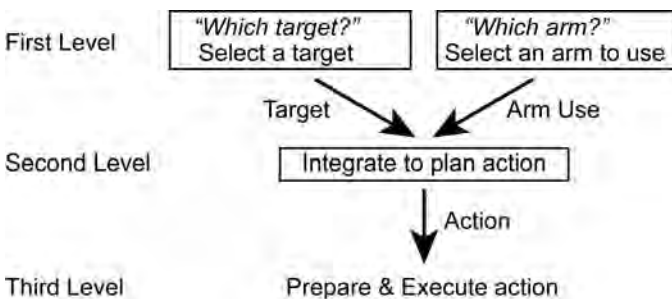 First Level
"Which target?"
Select a target
"Which arm?"
Select an arm to use
Target
Arm Use
Second Level
Integrate to plan action
Action
Third Level
Prepare & Execute action